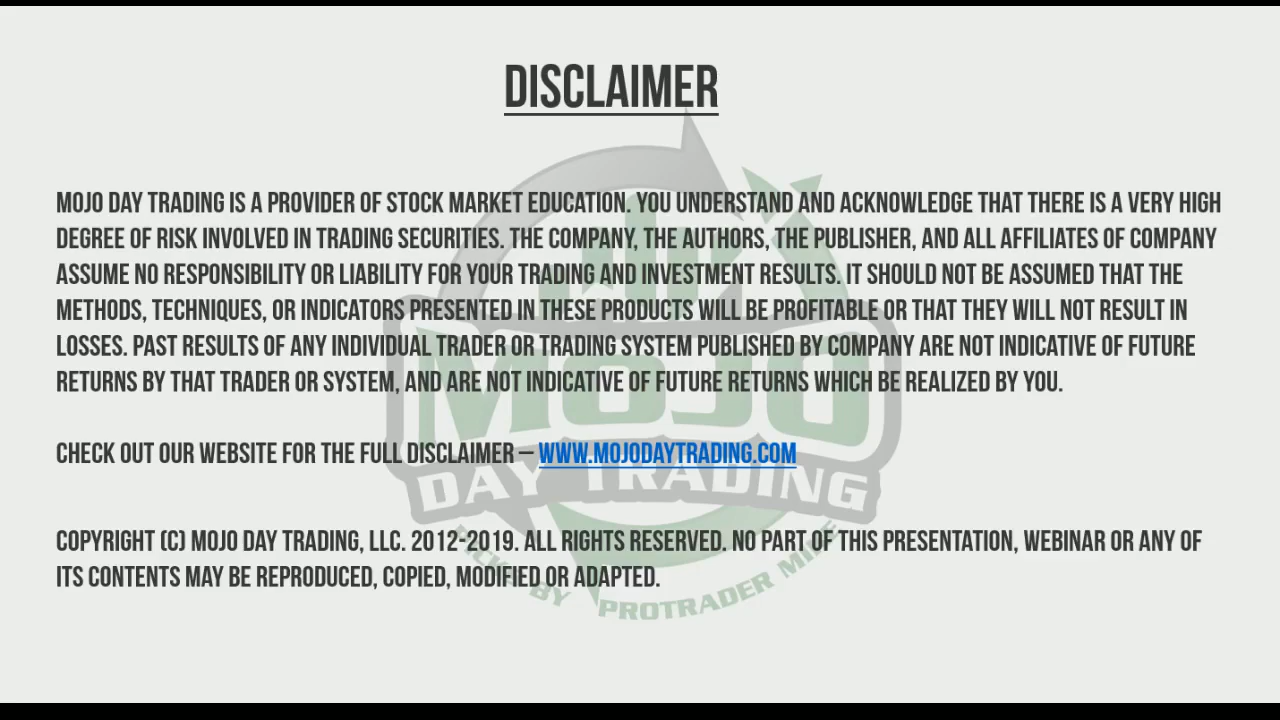 DISCLAIMER
MOJO DAY TRADING IS A PROVIDER OF STOCK MARKET EDUCATION. YOU UNDERSTAND AND ACKNOWLEDGE THAT THERE IS A VERY HIGH
DEGREE OF RISK INVOLVED IN TRADING SECURITIES. THE COMPANY, THE AUTHORS, THE PUBLISHER, AND ALL AFFILIATES OF COMPANY
ASSUME NO RESPONSIBILITY OR LIABILITY FOR YOUR TRADING AND INVESTMENT RESULTS. IT SHOULD NOT BE ASSUMED THAT THE
METHODS, TECHNIQUES, OR INDICATORS PRESENTED IN THESE PRODUCTS WILL BE PROFITABLE OR THAT THEY WILL NOT RESULT IN
LOSSES. PAST RESULTS OF ANY INDIVIDUAL TRADER OR TRADING SYSTEM PUBLISHED BY COMPANY ARE NOT INDICATIVE OF FUTURE
RETURNS BY THAT TRADER OR SYSTEM, AND ARE NOT INDICATIVE OF FUTURE RETURNS WHICH BE REALIZED BY YOU.
CHECK OUT OUR WEBSITE FOR THE FULL DISCLAIMER – WWW.MOJODAYTRADING.COM
COPYRIGHT (C) MOJO DAY TRADING, LLC. 2012-2019. ALL RIGHTS RESERVED. NO PART OF THIS PRESENTATION, WEBINAR OR ANY OF
ITS CONTENTS MAY BE REPRODUCED, COPIED, MODIFIED OR ADAPTED.
MOJO
DAY TRADING
BY PROTRADER MIKE